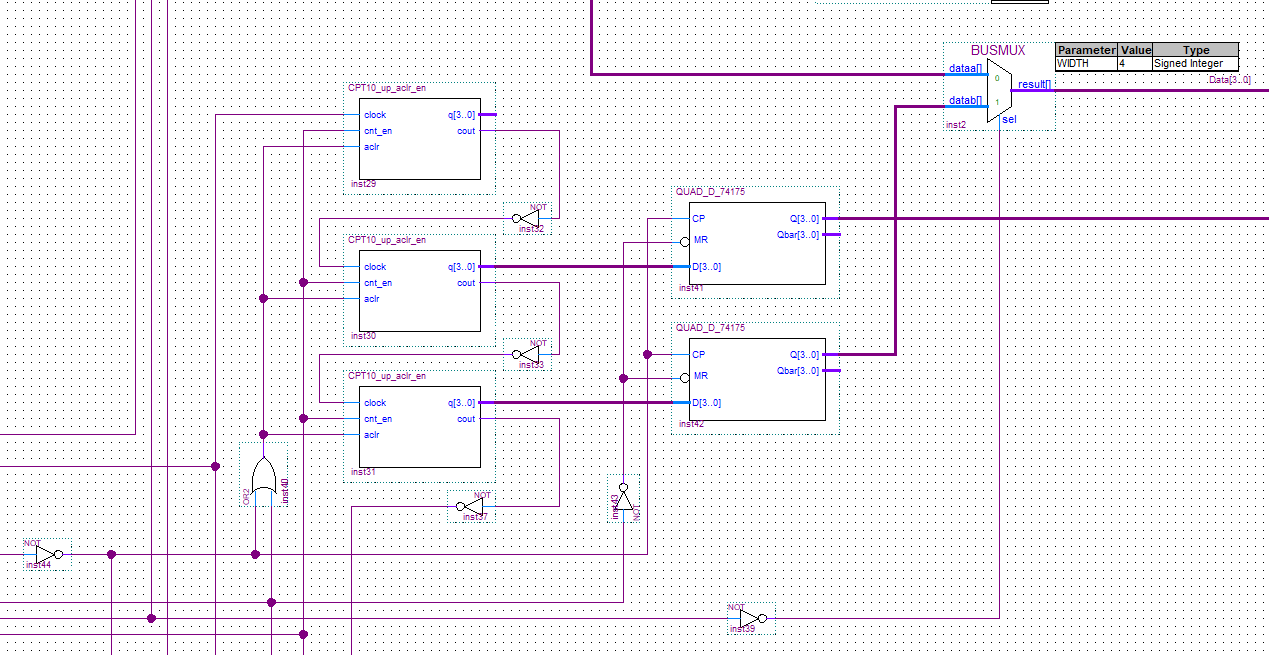 BUSMUX
Parameter Value Type
WIDTH 4 Signed Integer
dataa[]
0
Data[3..0]
result[]
datab[]
1
sel
inst2
CPT10_up_aclr_en
clock q[3..0]
cnt_en cout
aclr
inst29
NOT
inst32
QUAD_D_74175
CP Q[3..0]
MR Qbar[3..0]
D[3..0]
inst41
CPT10_up_aclr_en
clock q[3..0]
cnt_en cout
aclr
inst30
NOT
inst33
QUAD_D_74175
CP Q[3..0]
MR Qbar[3..0]
D[3..0]
inst42
CPT10_up_aclr_en
clock q[3..0]
cnt_en cout
aclr
inst31
OR2
inst40
NOT
inst37
inst43
NOT
NOT
inst44
NOT
inst39